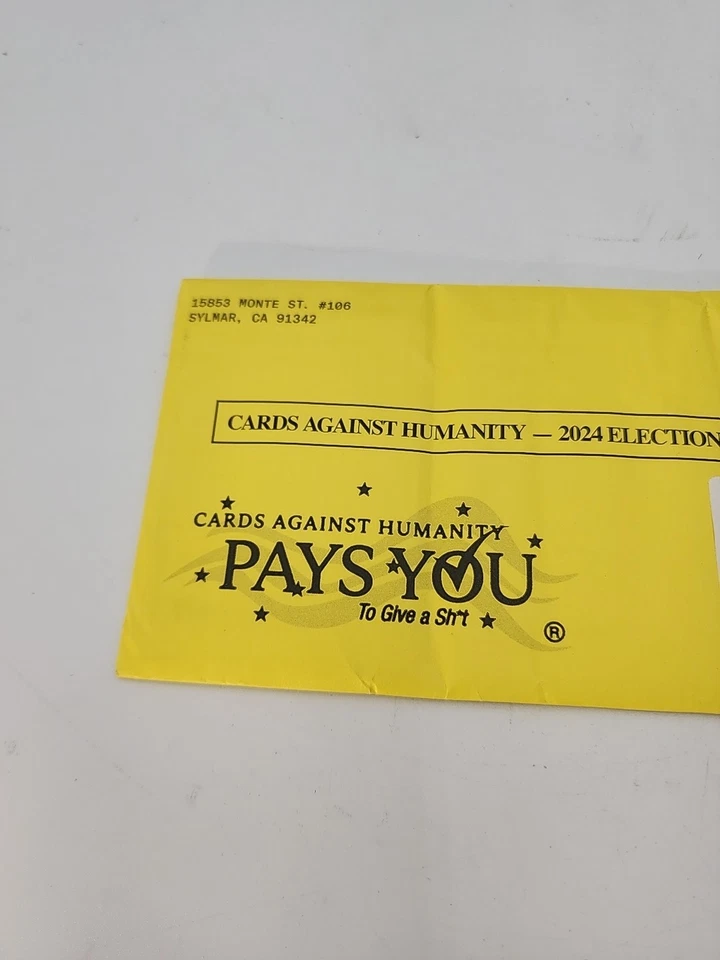 15853 MONTE ST. #106
SYLMAR, CA 91342
CARDS AGAINST HUMANITY — 2024 ELECTION
CARDS AGAINST HUMANITY
PAYS YOU
To Give a Sh*t
®